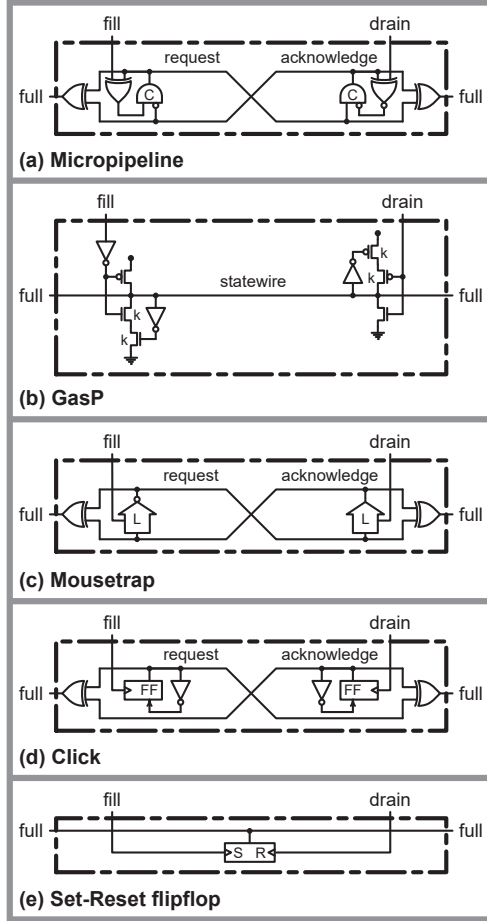 fill drain
request acknowledge
full C C full
(a) Micropipeline
fill drain
k k
full statewire full
k k
k
(b) GasP
fill drain
request acknowledge
full L L full
(c) Mousetrap
fill drain
request acknowledge
full FF FF full
(d) Click
fill drain
full full
S R
(e) Set-Reset flipflop